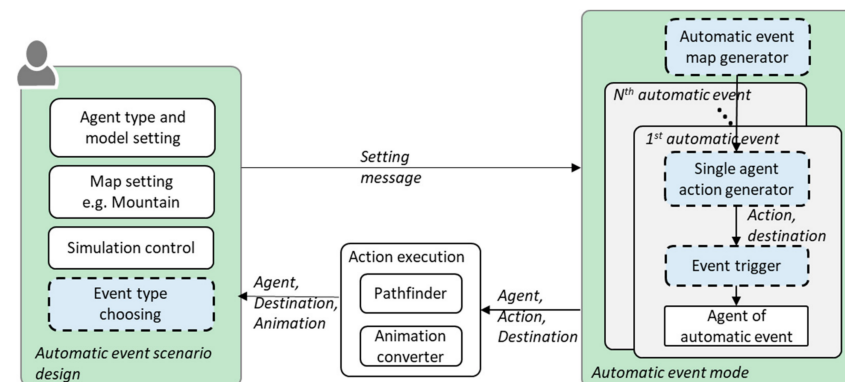 Agent type and
model setting
Map setting
e.g. Mountain
Simulation control
Event type
choosing
Automatic event scenario
design
Setting
message
Agent,
Destination,
Animation
Action execution
Pathfinder
Animation
converter
Agent,
Action,
Destination
Automatic event
map generator
Nth automatic event
1st automatic event
Single agent
action generator
Action,
destination
Event trigger
Agent of
automatic event
Automatic event mode